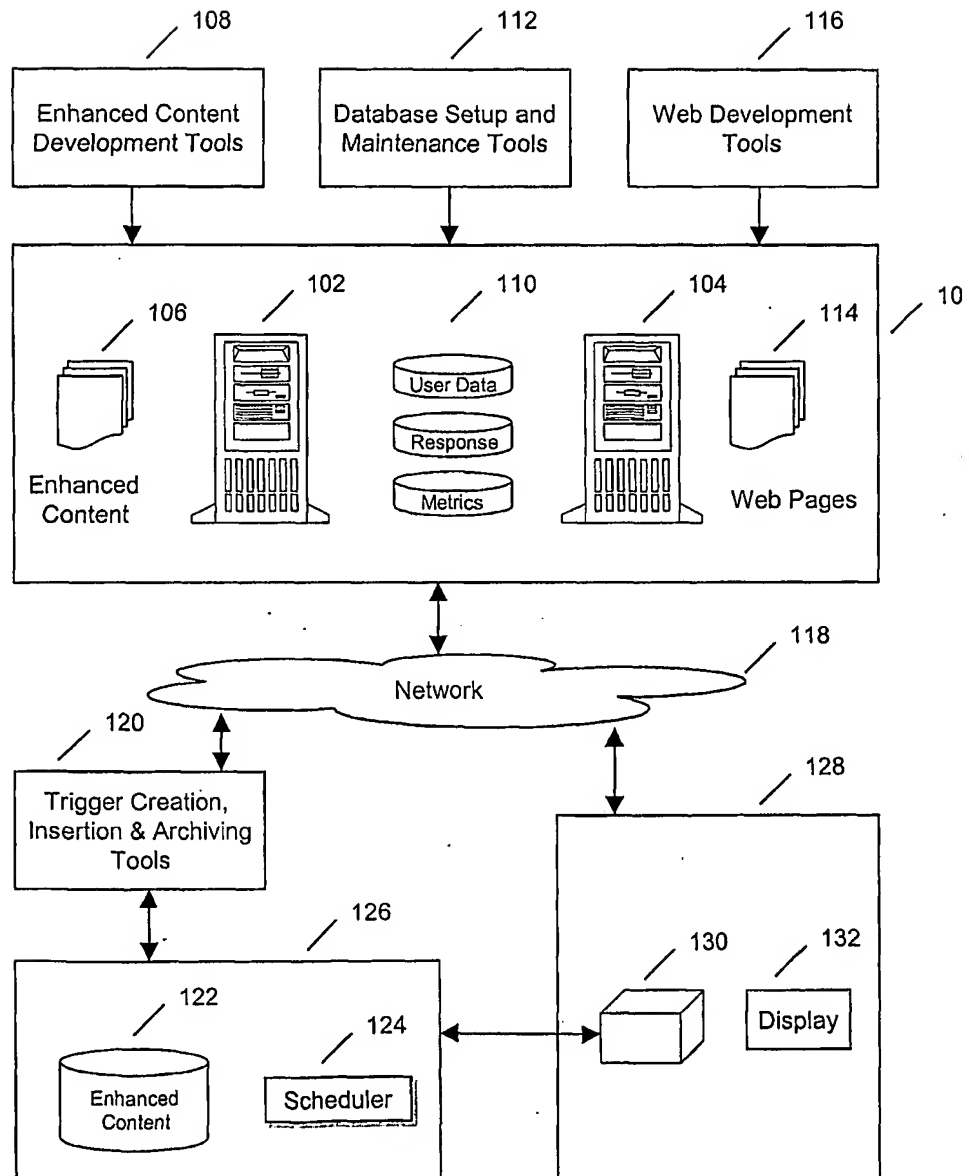 108
112
116
Enhanced Content
Development Tools
Database Setup and
Maintenance Tools
Web Development
Tools
106
102
110
104
114
10
User Data
Response
Metrics
Enhanced
Content
Web Pages
118
Network
120
Trigger Creation,
Insertion & Archiving
Tools
128
126
122
124
130
132
Enhanced
Content
Scheduler
Display